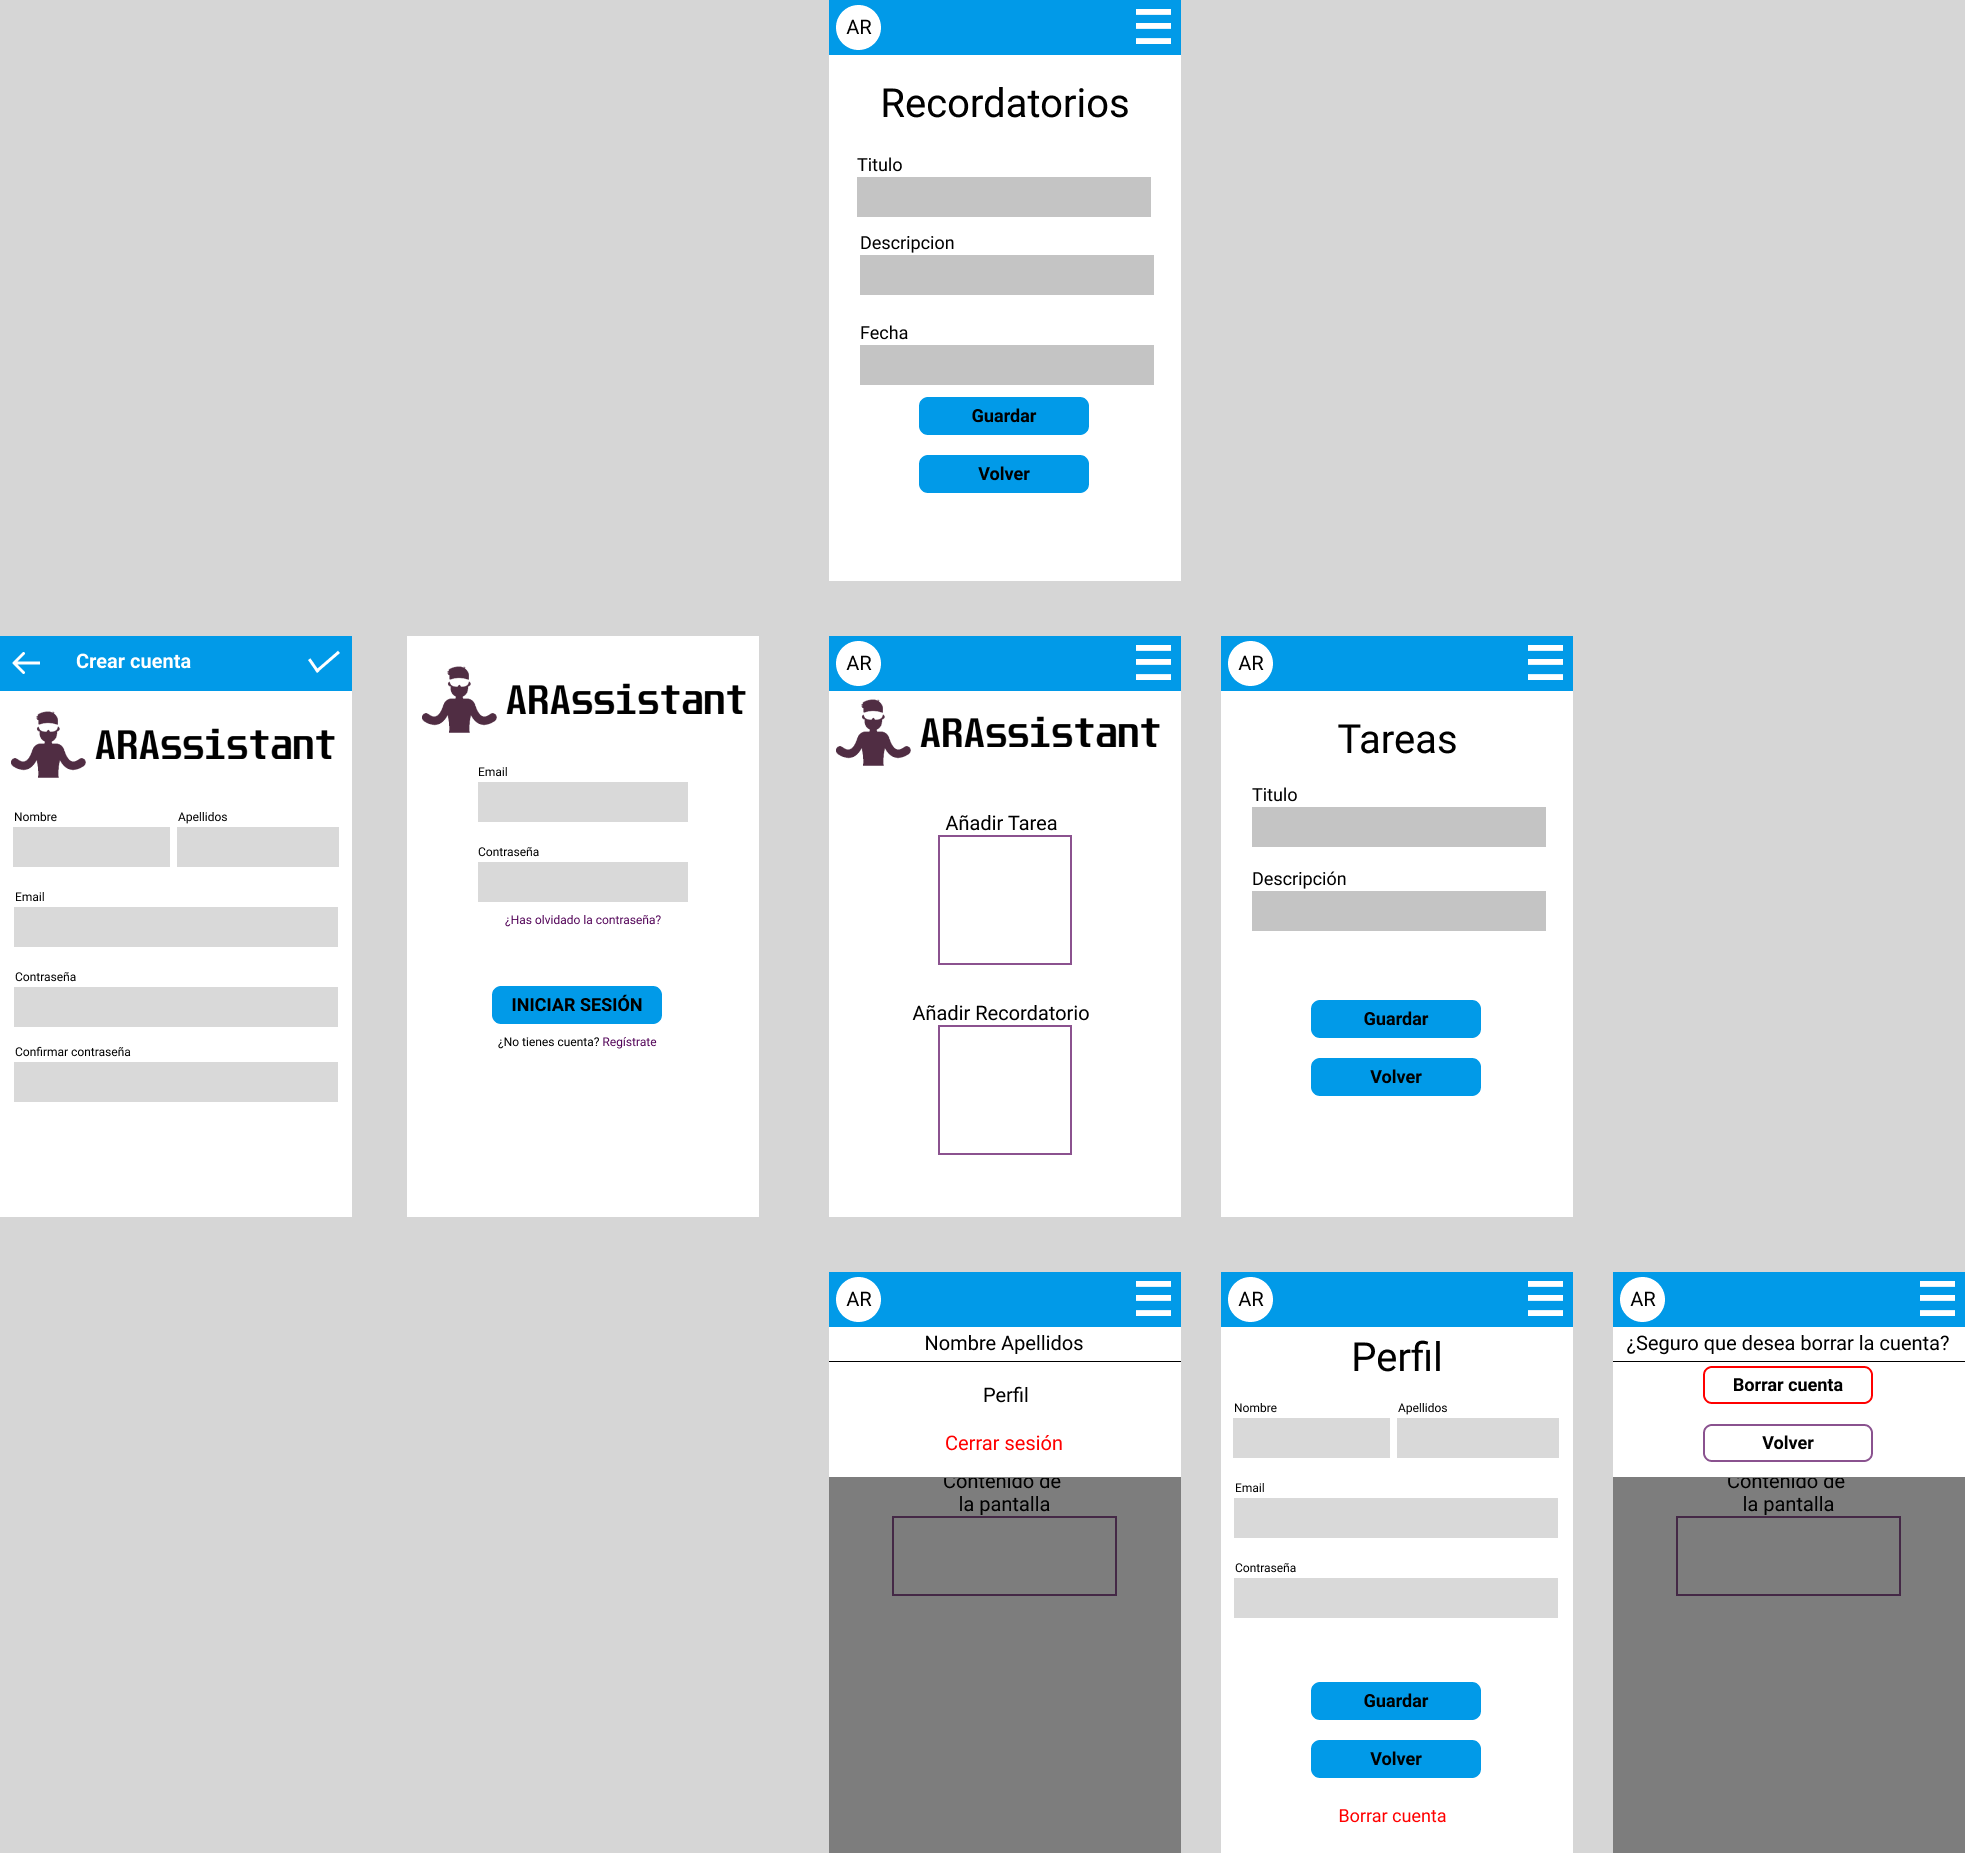 AR
Recordatorios
Titulo
Descripcion
Fecha
Guardar
Volver
Crear cuenta
ARAssistant
Nombre
Apellidos
Email
Contraseña
Confirmar contraseña
ARAssistant
Email
Contraseña
¿Has olvidado la contraseña?
INICIAR SESIÓN
¿No tienes cuenta? Regístrate
AR
ARAssistant
Añadir Tarea
Añadir Recordatorio
AR
Tareas
Titulo
Descripción
Guardar
Volver
AR
Nombre Apellidos
Perfil
Cerrar sesión
Contenido de
la pantalla
AR
Perfil
Nombre
Apellidos
Email
Contraseña
Guardar
Volver
Borrar cuenta
AR
¿Seguro que desea borrar la cuenta?
Borrar cuenta
Volver
Contenido de
la pantalla